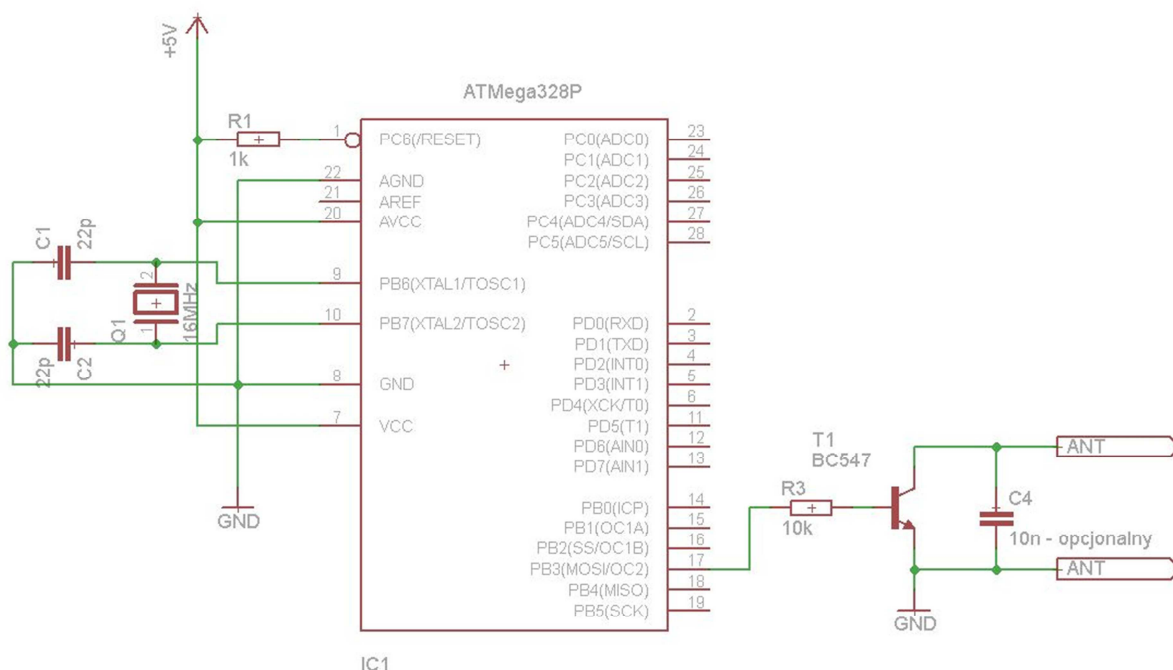 +5V
ATMega328P
R1
1k
1
PC6(/RESET)
22
AGND
21
AREF
20
AVCC
C1
22p
9
PB6(XTAL1/TOSC1)
2
Q1
1
16MHz
10
PB7(XTAL2/TOSC2)
22p
C2
8
GND
7
VCC
GND
PC0(ADC0)
23
PC1(ADC1)
24
PC2(ADC2)
25
PC3(ADC3)
26
PC4(ADC4/SDA)
27
PC5(ADC5/SCL)
28
PD0(RXD)
2
PD1(TXD)
3
PD2(INT0)
4
PD3(INT1)
5
PD4(XCK/T0)
6
PD5(T1)
11
PD6(AIN0)
12
PD7(AIN1)
13
PB0(ICP)
14
PB1(OC1A)
15
PB2(SS/OC1B)
16
PB3(MOSI/OC2)
17
PB4(MISO)
18
PB5(SCK)
19
IC1
R3
10k
T1
BC547
GND
C4
10n - opcjonalny
ANT
ANT